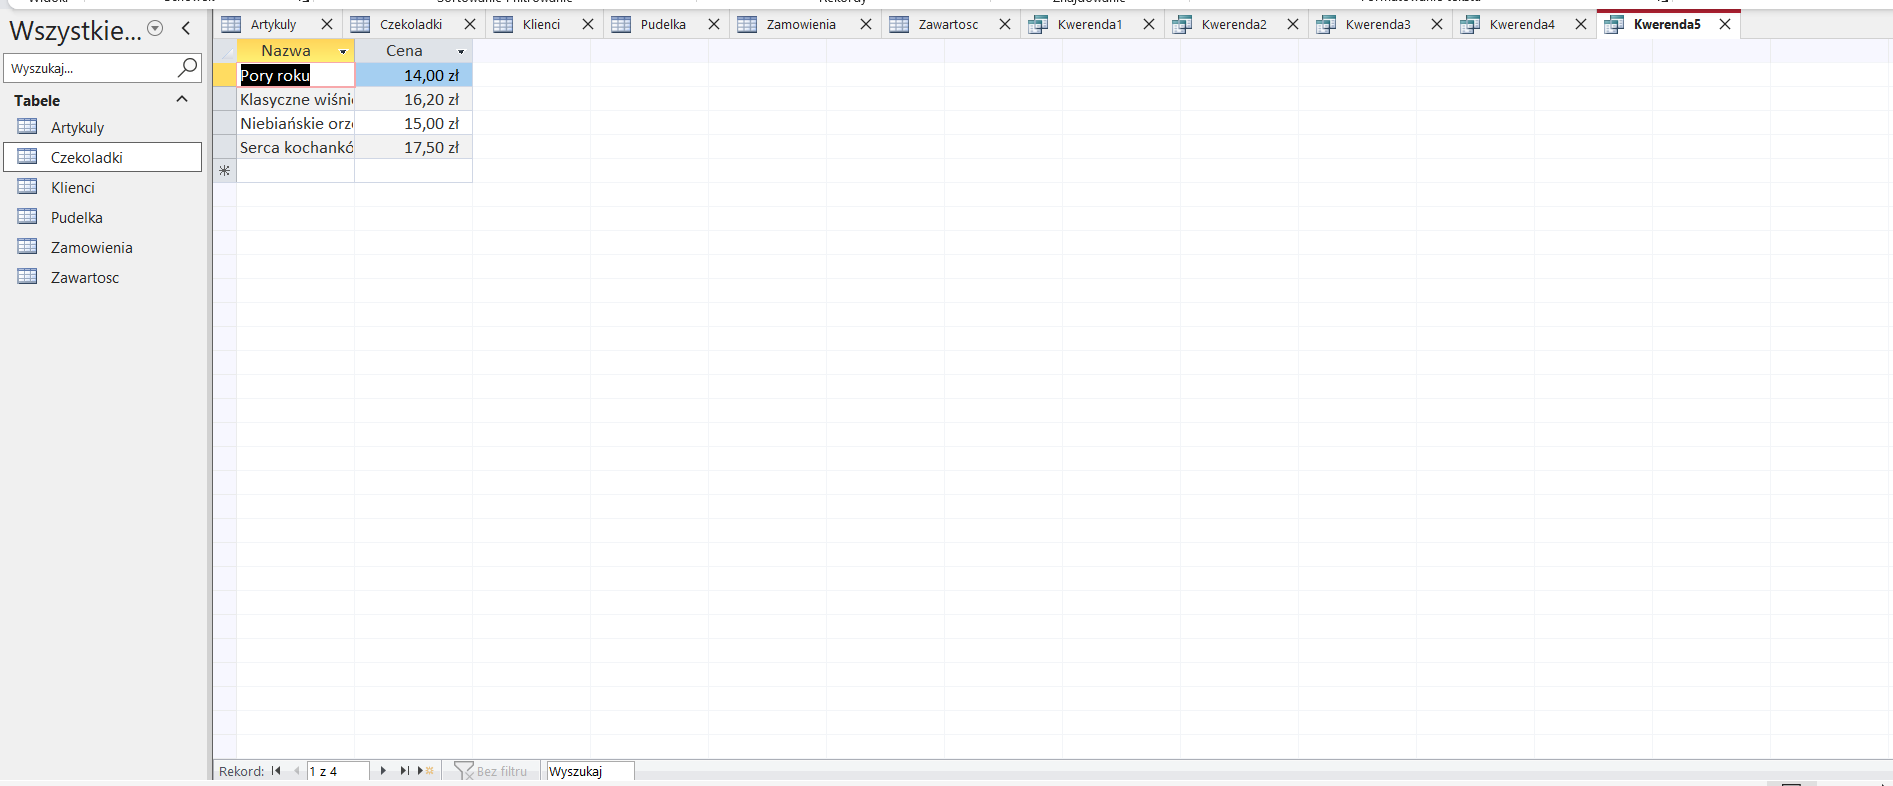 Artykuly Czekoladki Klienci Pudelka Zamowienia Zawartosc Kwerenda1 Kwerenda2 Kwerenda3 Kwerenda4 Kwerenda5
Wszystkie...
Wyszukaj...
Tabele
Artykuly
Czekoladki
Klienci
Pudelka
Zamowienia
Zawartosc
Nazwa Cena
Pory roku 14,00 zł
Klasyczne wiśni 16,20 zł
Niebiańskie orz 15,00 zł
Serca kochankó 17,50 zł
Rekord: 1 z 4 Bez filtru Wyszukaj